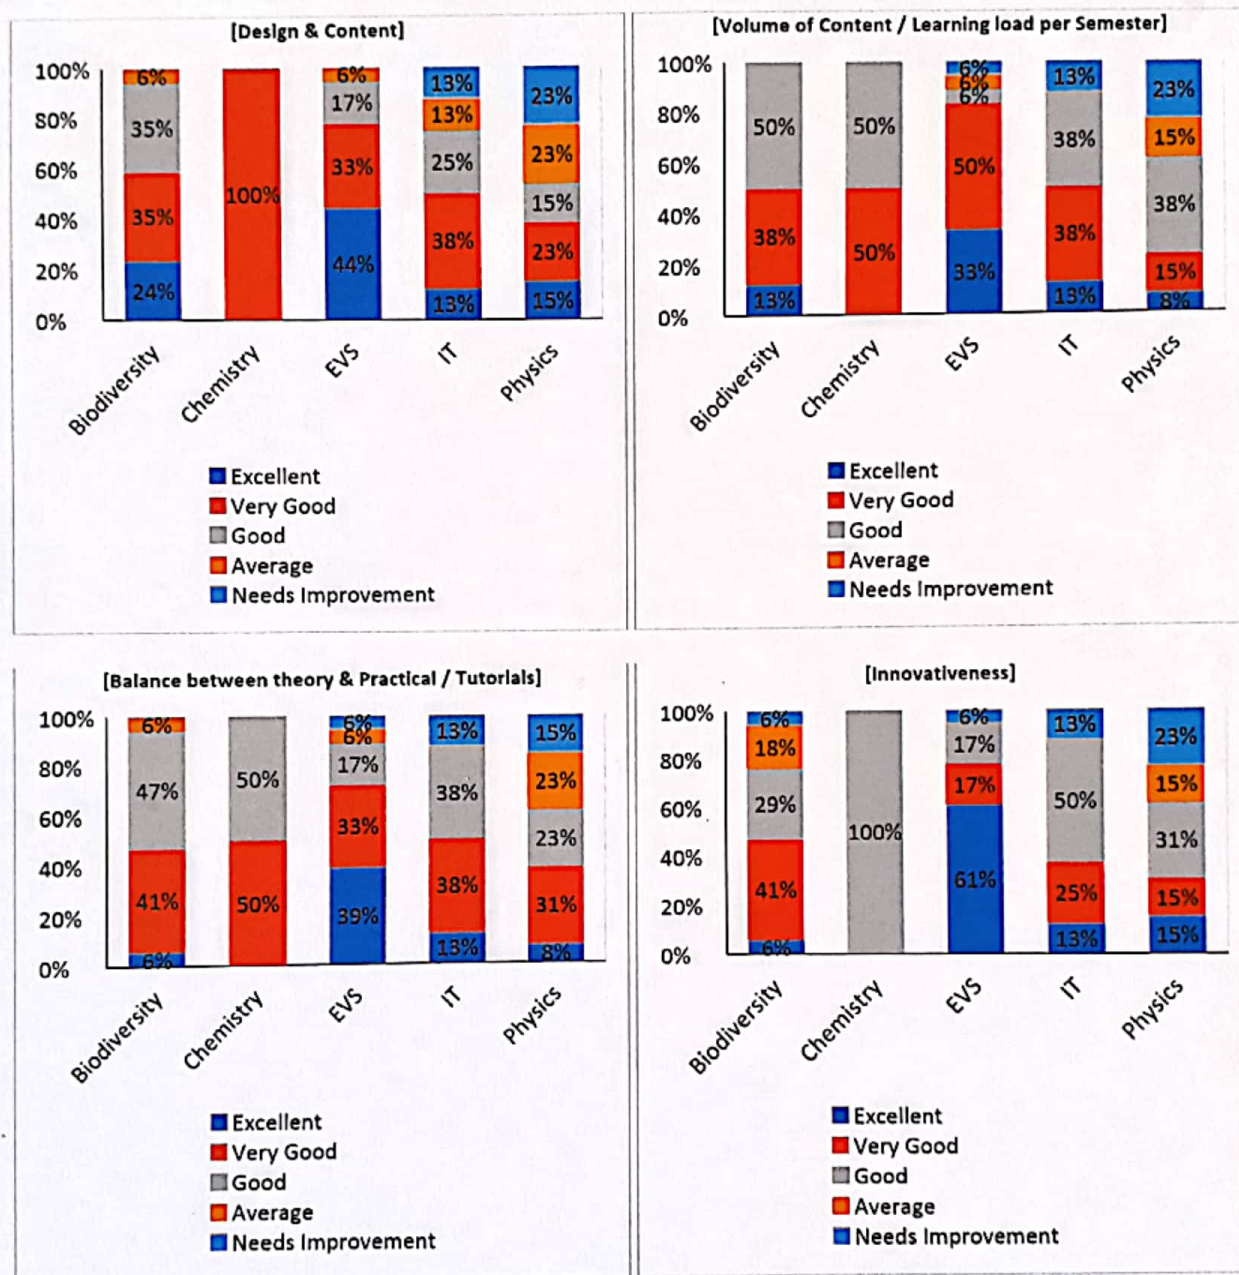 [Design & Content]
100%
80%
60%
40%
20%
0%
6%
35%
35%
24%
100%
6%
17%
33%
44%
13%
13%
25%
38%
13%
23%
23%
15%
23%
15%
Biodiversity
Chemistry
EVS
IT
Physics
Excellent
Very Good
Good
Average
Needs Improvement
[Volume of Content / Learning load per Semester]
100%
80%
60%
40%
20%
0%
50%
38%
13%
50%
50%
6%
6%
6%
50%
33%
13%
38%
38%
13%
23%
15%
38%
15%
8%
Biodiversity
Chemistry
EVS
IT
Physics
Excellent
Very Good
Good
Average
Needs Improvement
[Balance between theory & Practical / Tutorials]
100%
80%
60%
40%
20%
0%
6%
47%
41%
6%
50%
50%
6%
6%
17%
33%
39%
13%
38%
38%
13%
15%
23%
23%
31%
8%
Biodiversity
Chemistry
EVS
IT
Physics
Excellent
Very Good
Good
Average
Needs Improvement
[Innovativeness]
100%
80%
60%
40%
20%
0%
6%
18%
29%
41%
6%
100%
6%
17%
17%
61%
13%
50%
25%
13%
23%
15%
31%
15%
15%
Biodiversity
Chemistry
EVS
IT
Physics
Excellent
Very Good
Good
Average
Needs Improvement